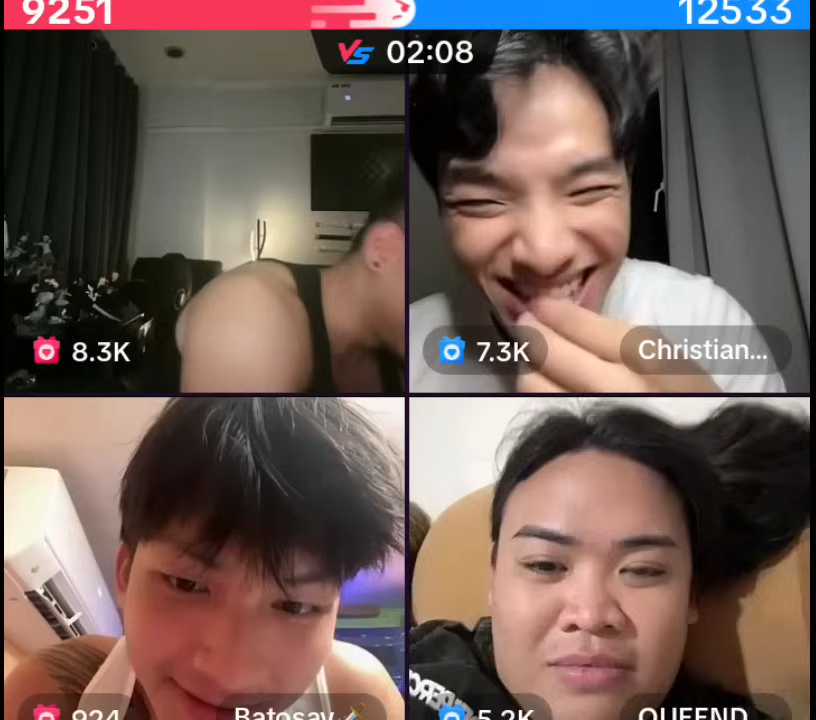 9251
12533
VS 02:08
8.3K
7.3K
Christian...
924
Batosay
5.2K
QUEEND